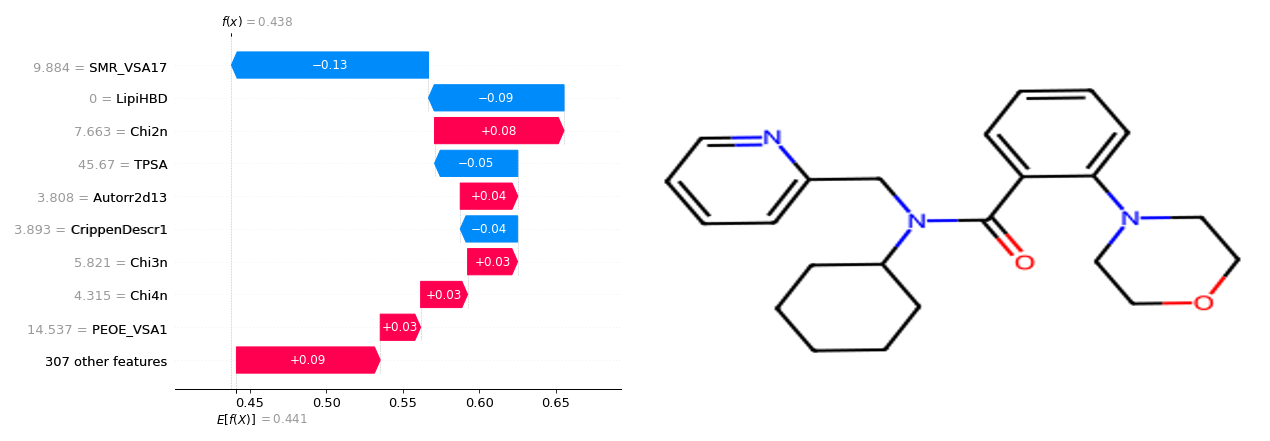 f(x) = 0.438
9.884 = SMR_VSA17
−0.13
0 = LipiHBD
−0.09
7.663 = Chi2n
+0.08
45.67 = TPSA
−0.05
3.808 = Autorr2d13
+0.04
3.893 = CrippenDescr1
−0.04
5.821 = Chi3n
+0.03
4.315 = Chi4n
+0.03
14.537 = PEOE_VSA1
+0.03
307 other features
+0.09
0.45 0.50 0.55 0.60 0.65
E[f(X)] = 0.441
N
N
O
N
O